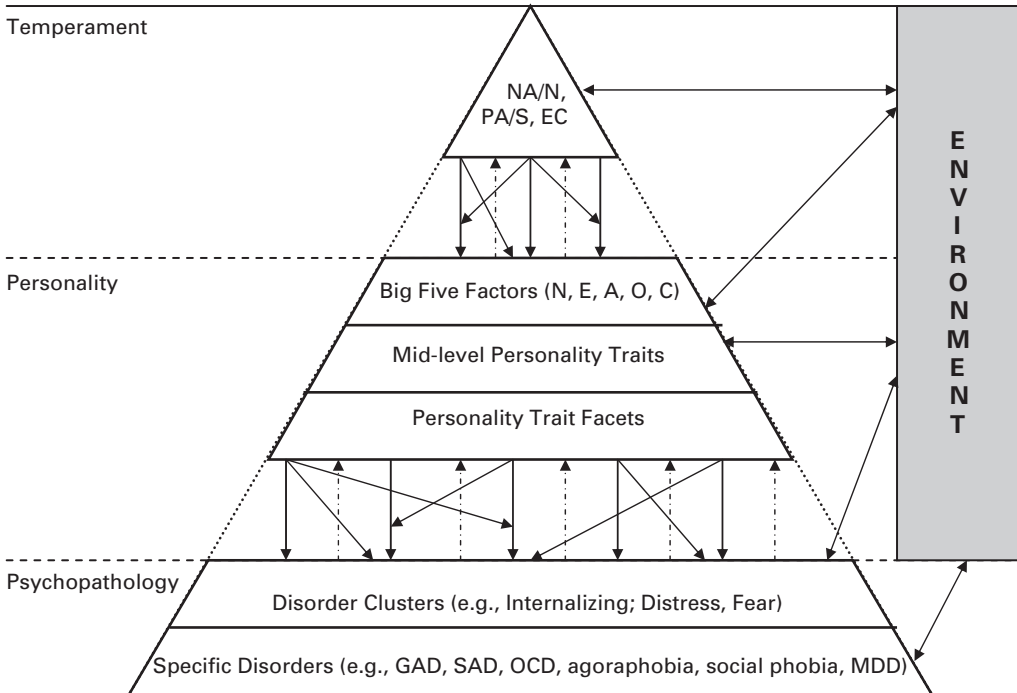 Temperament
NA/N,
PA/S, EC
Personality
Big Five Factors (N, E, A, O, C)
Mid-level Personality Traits
Personality Trait Facets
Psychopathology
Disorder Clusters (e.g., Internalizing; Distress, Fear)
Specific Disorders (e.g., GAD, SAD, OCD, agoraphobia, social phobia, MDD)
E
N
V
I
R
O
N
M
E
N
T